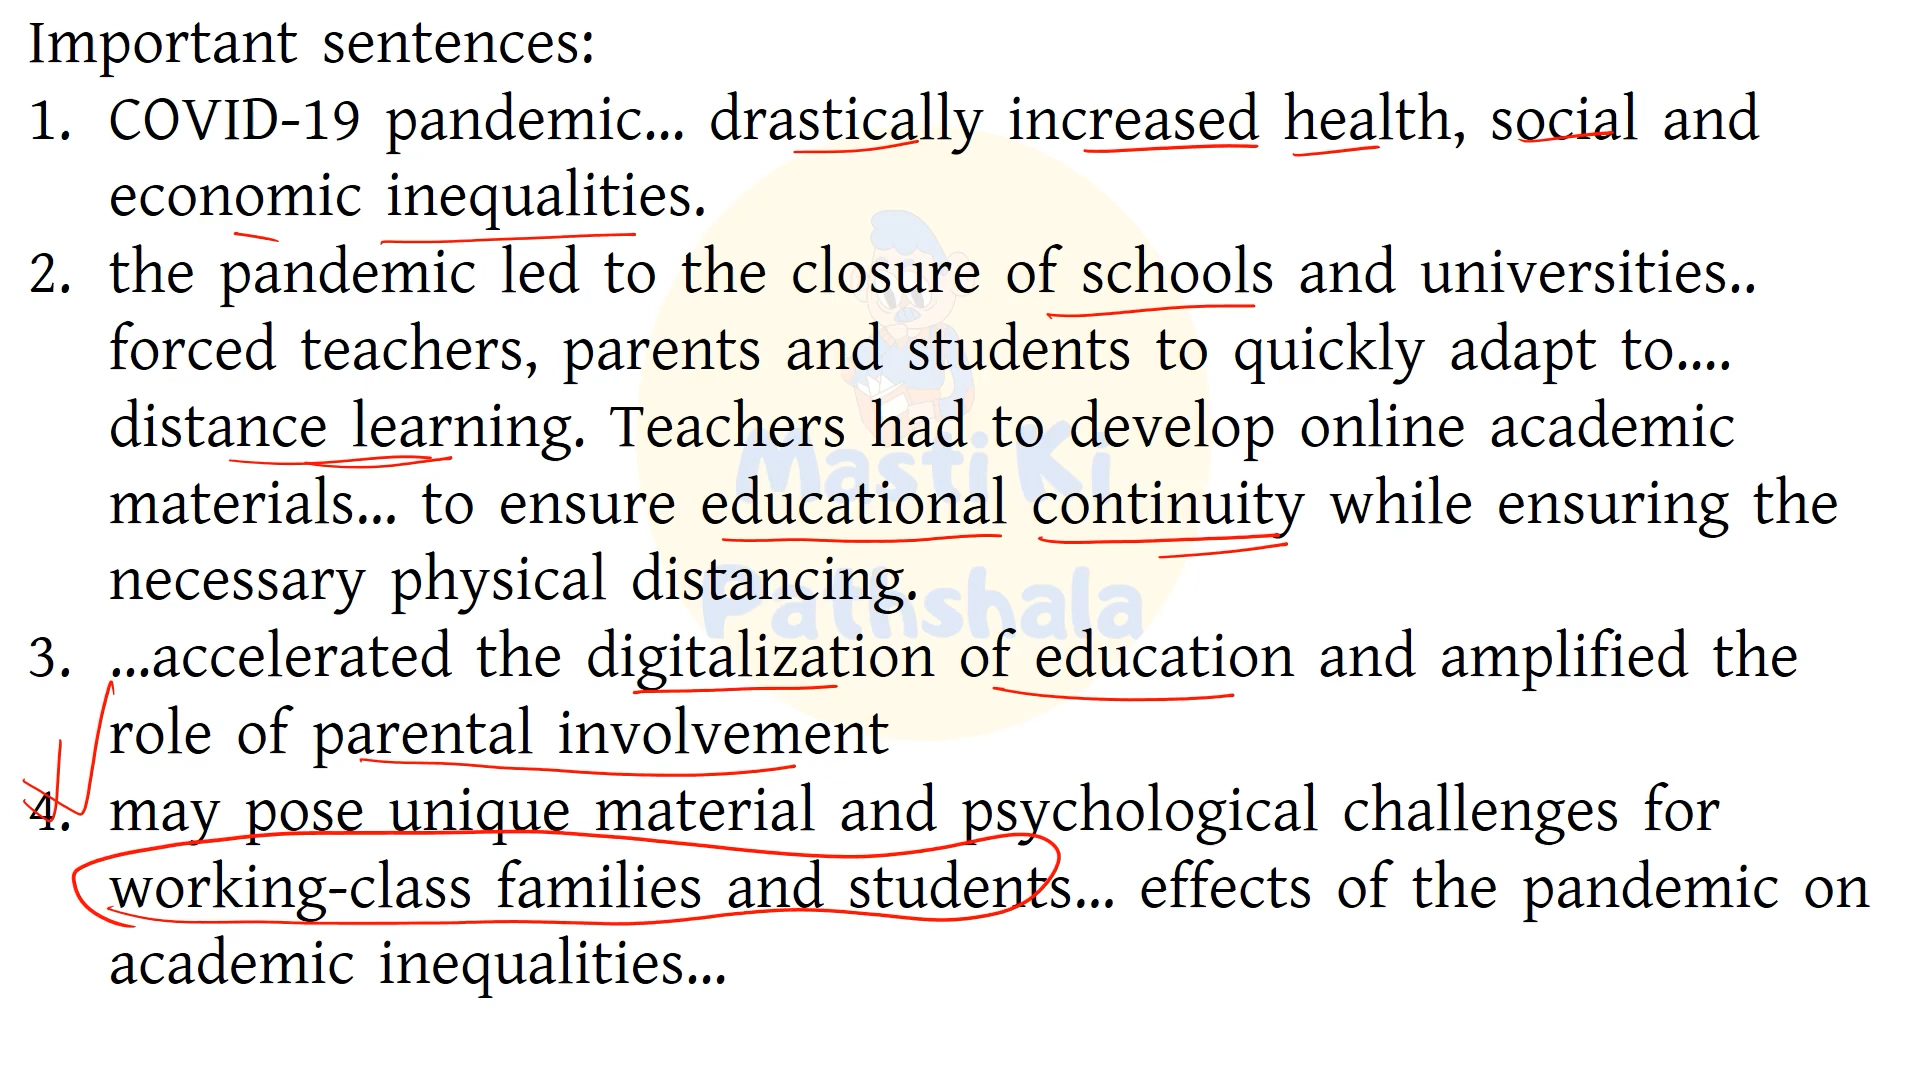 Important sentences:
1. COVID-19 pandemic... drastically increased health, social and
economic inequalities.
2. the pandemic led to the closure of schools and universities..
forced teachers, parents and students to quickly adapt to....
distance learning. Teachers had to develop online academic
materials... to ensure educational continuity while ensuring the
necessary physical distancing.
3. ...accelerated the digitalization of education and amplified the
role of parental involvement
4. may pose unique material and psychological challenges for
working-class families and students... effects of the pandemic on
academic inequalities...
Masti Ki
Pathshala